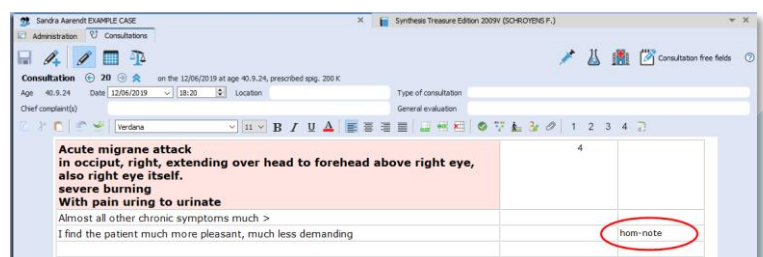 Sandra Aarendt EXAMPLE CASE
Synthesis Treasure Edition 2009V (SCHROYENS F.)
Administration Consultations
Consultation free fields
Consultation 20 on the 12/06/2019 at age 40.9.24, prescribed spig. 200 K
Age 40.9.24 Date 12/06/2019 18:20 Location Type of consultation
Chief complaint(s) General evaluation
Verdana 11 B I U A 1 2 3 4
Acute migrane attack 4
in occiput, right, extending over head to forehead above right eye,
also right eye itself.
severe burning
With pain uring to urinate
Almost all other chronic symptoms much >
I find the patient much more pleasant, much less demanding hom-note